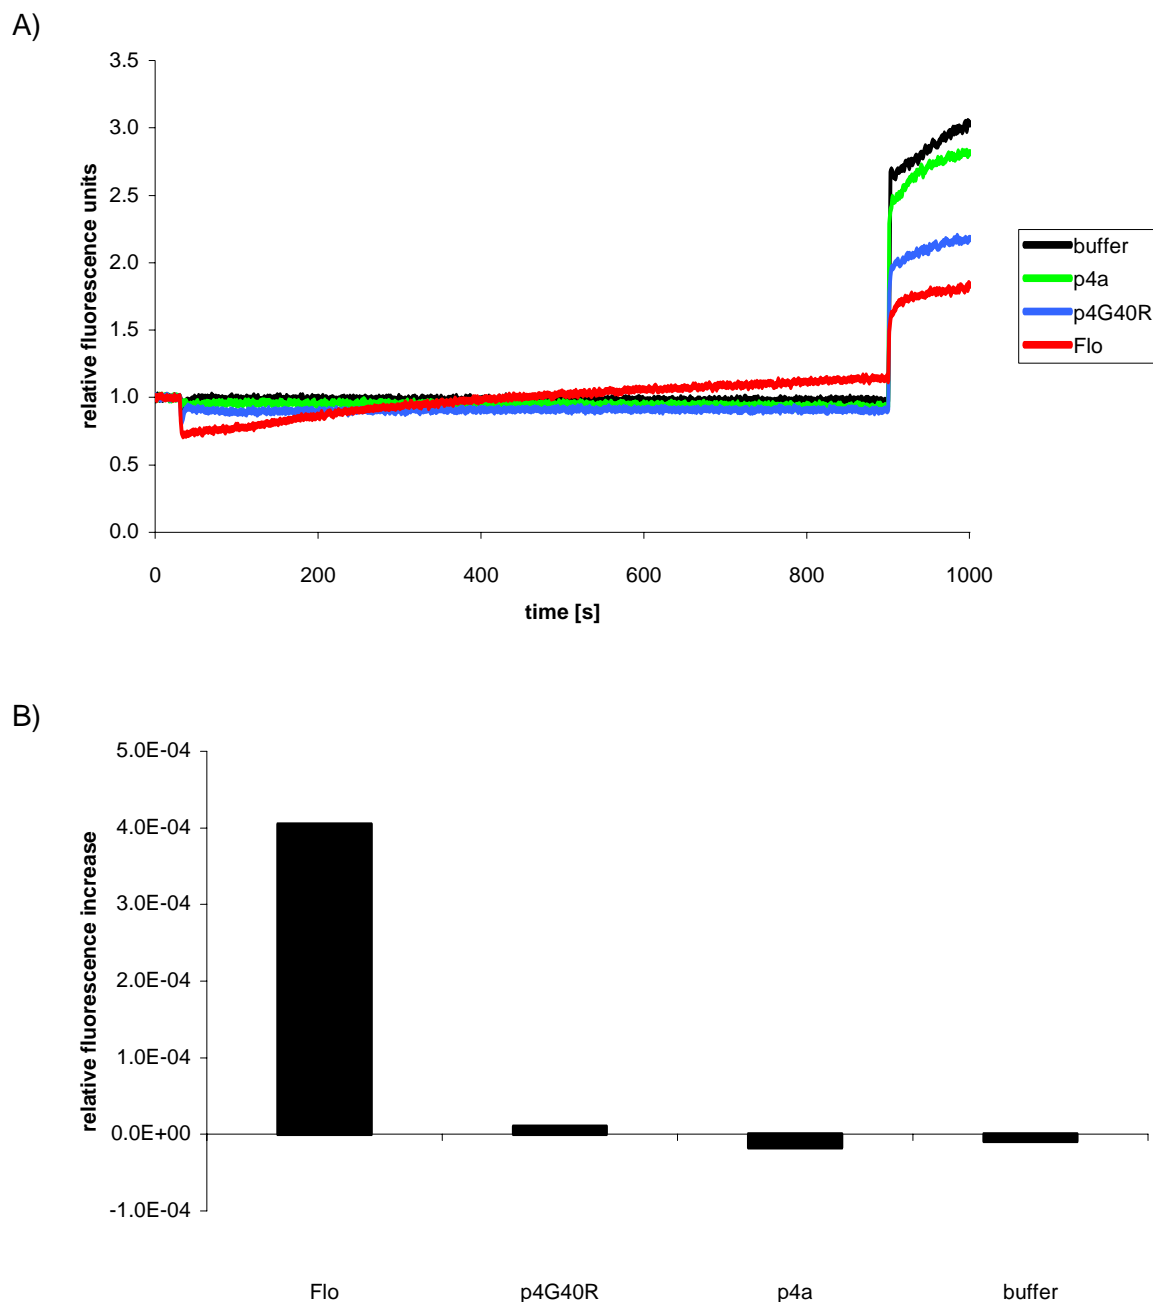 A)
3.5
3.0
2.5
2.0
1.5
1.0
0.5
0.0
relative fluorescence units
0 200 400 600 800 1000
time [s]
buffer
p4a
p4G40R
Flo
B)
5.0E-04
4.0E-04
3.0E-04
2.0E-04
1.0E-04
0.0E+00
-1.0E-04
relative fluorescence increase
Flo p4G40R p4a buffer